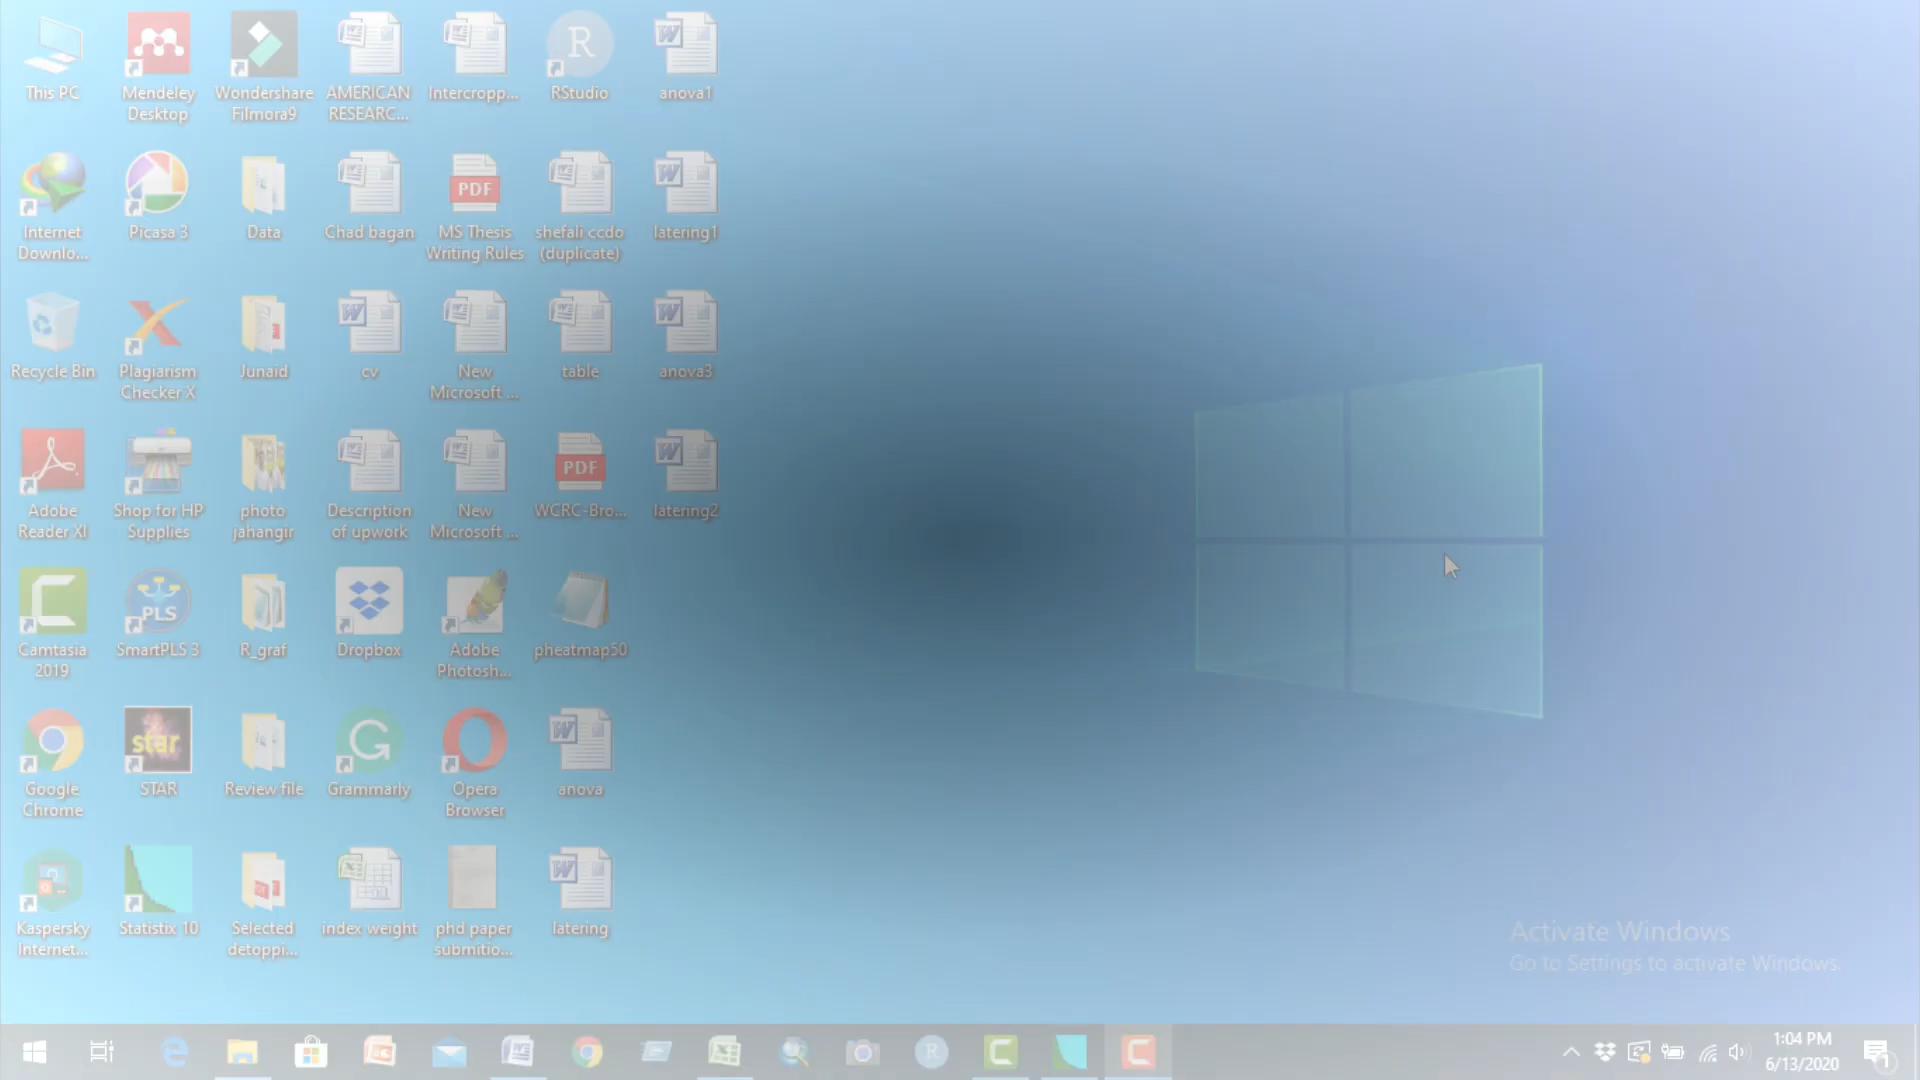 This PC
Mendeley
Desktop
Wondershare
Filmora9
AMERICAN
RESEARC...
Intercropp...
R
RStudio
anova1
Internet
Downlo...
Picasa 3
Data
Chad bagan
PDF
MS Thesis
Writing Rules
shefali ccdo
(duplicate)
latering1
Recycle Bin
Plagiarism
Checker X
Junaid
cv
New
Microsoft ...
table
anova3
Adobe
Reader XI
Shop for HP
Supplies
photo
jahangir
Description
of upwork
New
Microsoft ...
PDF
WCRC-Bro...
latering2
Camtasia
2019
PLS
SmartPLS 3
R_graf
Dropbox
Adobe
Photosh...
pheatmap50
Google
Chrome
star
STAR
Review file
Grammarly
Opera
Browser
anova
Kaspersky
Internet...
Statistix 10
Selected
detoppi...
index weight
phd paper
submitio...
latering
Activate Windows
Go to Settings to activate Windows.
1:04 PM
6/13/2020
1